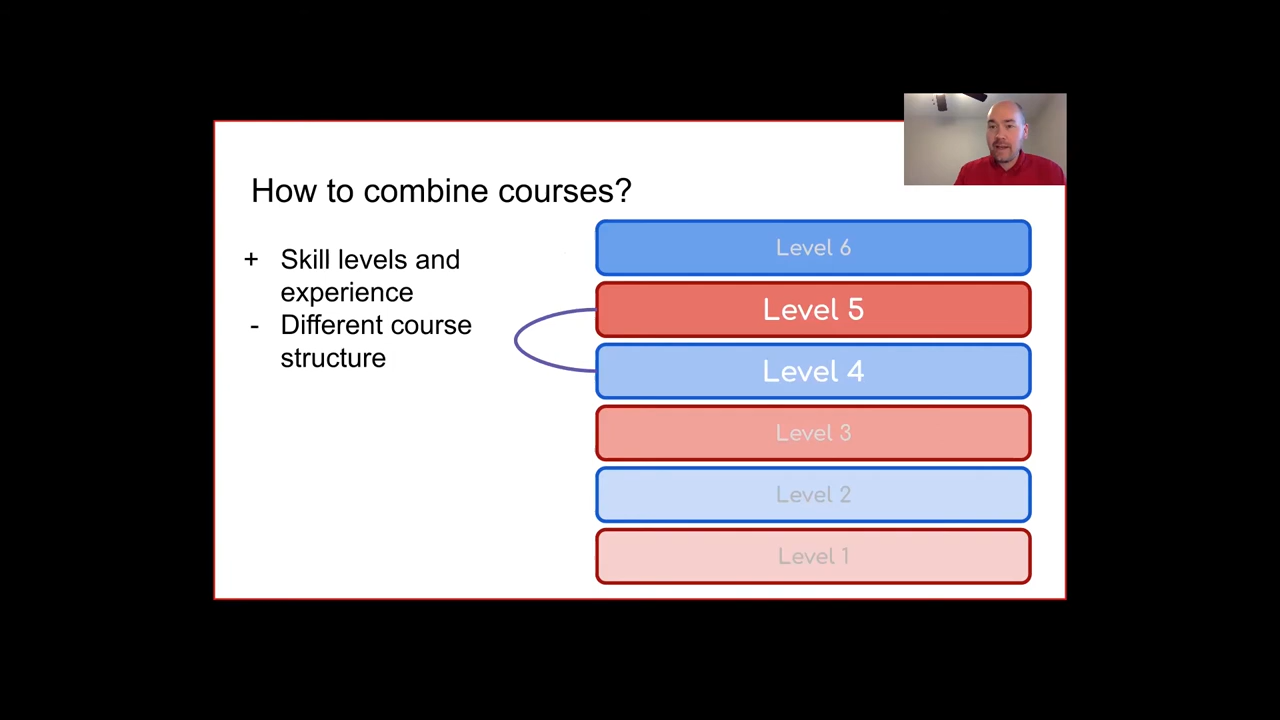 How to combine courses?
+ Skill levels and
experience
- Different course
structure
Level 6
Level 5
Level 4
Level 3
Level 2
Level 1